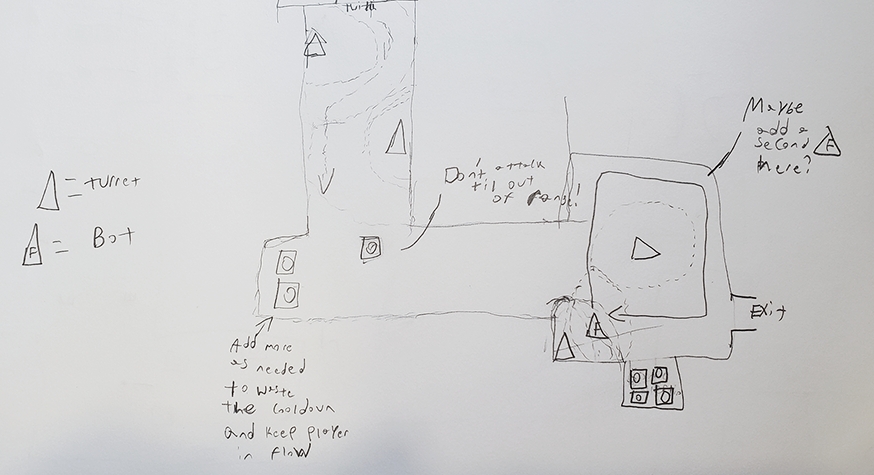 Maybe
add a
second F
here?
Don't attack
til out
of range!
= turret
F = Bot
F
Exit
Add more
as needed
to waste
the cooldown
and keep player
in flow